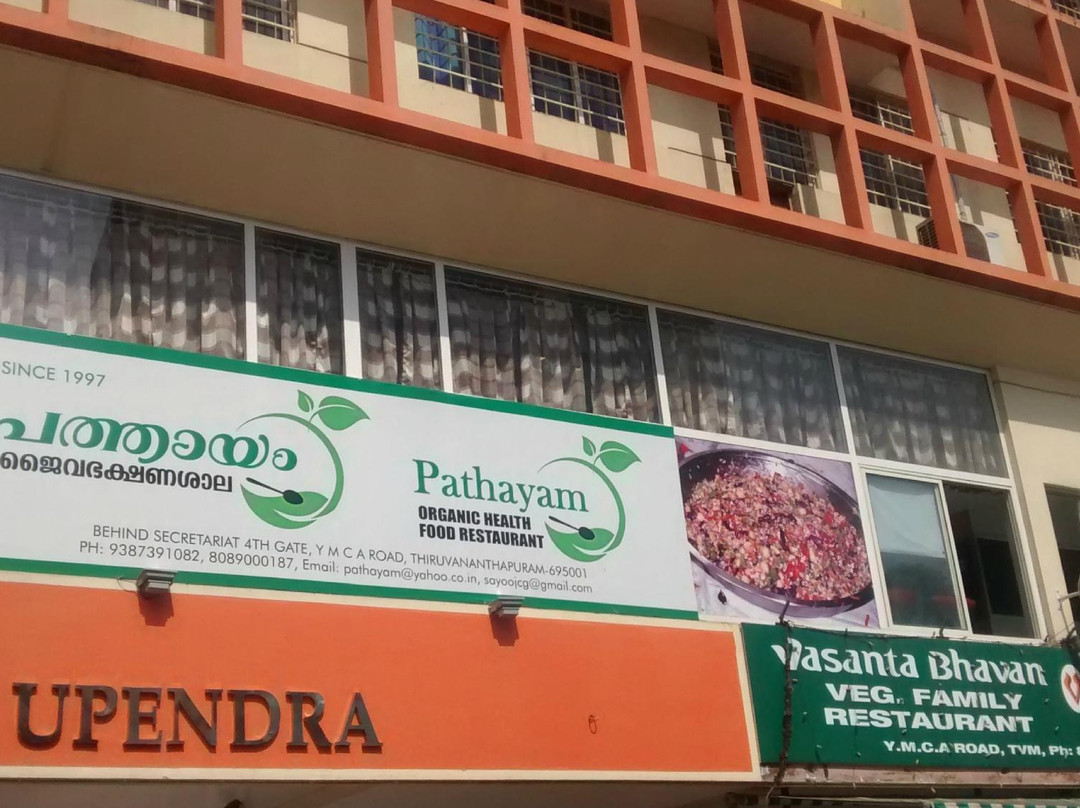 SINCE 1997
പത്തായം
ജൈവഭക്ഷണശാല
Pathayam
ORGANIC HEALTH
FOOD RESTAURANT
BEHIND SECRETARIAT 4TH GATE, Y M C A ROAD, THIRUVANANTHAPURAM-695001
PH: 9387391082, 8089000187, Email: pathayam@yahoo.co.in, sayoojcg@gmail.com
UPENDRA
Vasanta Bhavan
VEG. FAMILY
RESTAURANT
Y.M.C.A ROAD, TVM, Ph: